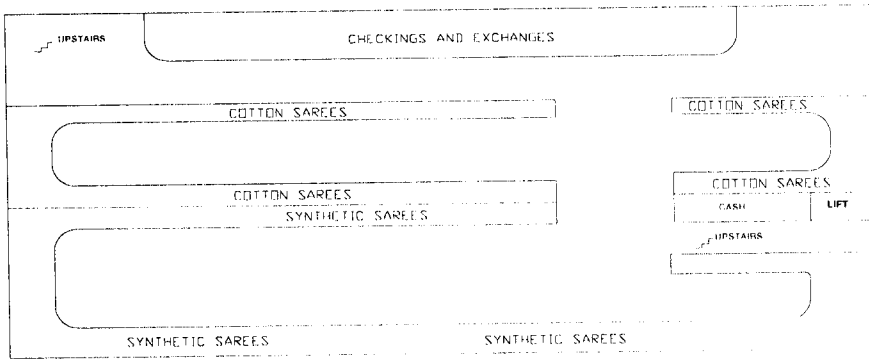 UPSTAIRS
CHECKINGS AND EXCHANGES
COTTON SAREES
COTTON SAREES
COTTON SAREES
COTTON SAREES
SYNTHETIC SAREES
CASH
LIFT
UPSTAIRS
SYNTHETIC SAREES
SYNTHETIC SAREES